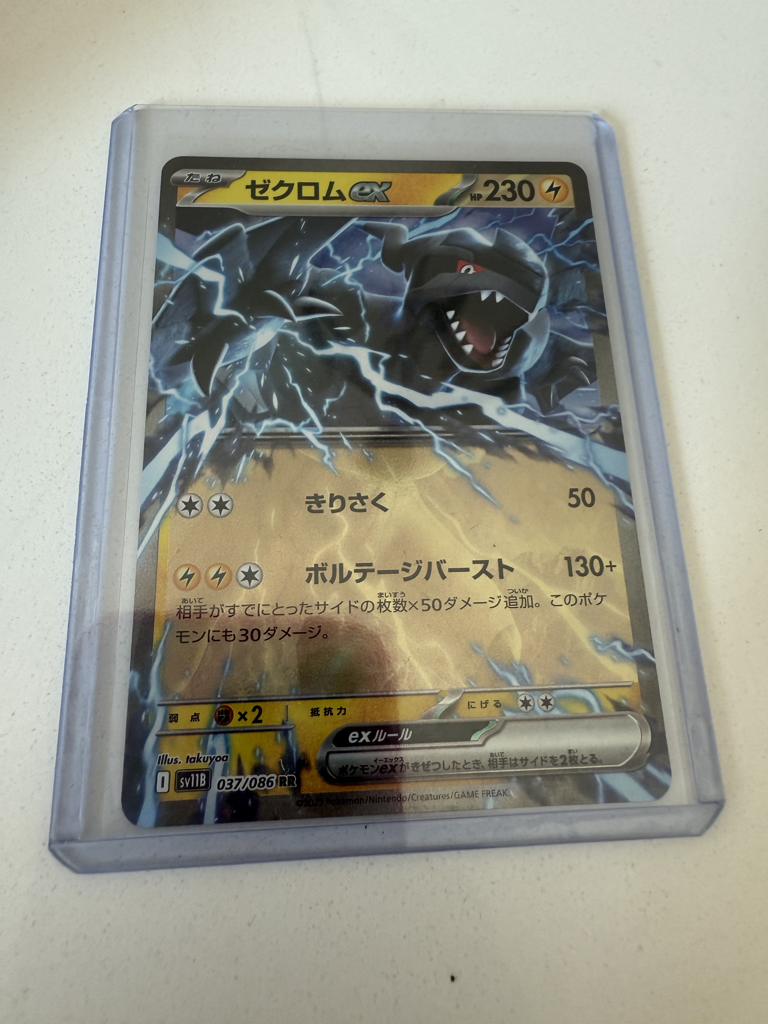 たね ゼクロムex HP230
きりさく 50
ボルテージバースト 130+
相手がすでにとったサイドの枚数×50ダメージ追加。このポケ
モンにも30ダメージ。
弱点 ×2 抵抗力 にげる
exルール
ポケモンexがきぜつしたとき、相手はサイドを2枚とる。
Illus. takuyoa
I sv11B 037/086 RR
©2025 Pokémon/Nintendo/Creatures/GAME FREAK.